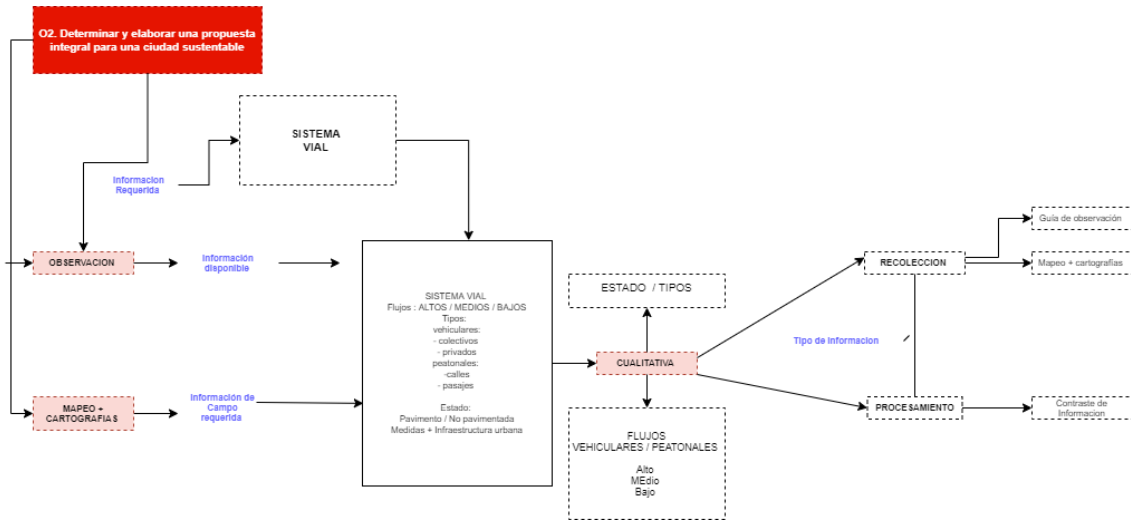 O2. Determinar y elaborar una propuesta
integral para una ciudad sustentable
SISTEMA
VIAL
Informacion
Requerida
OBSERVACION
Información
disponible
MAPEO +
CARTOGRAFIAS
Información de
Campo
requerida
SISTEMA VIAL
Flujos : ALTOS / MEDIOS / BAJOS
Tipos:
vehiculares:
- colectivos
- privados
peatonales:
-calles
- pasajes
Estado:
Pavimento / No pavimentada
Medidas + Infraestructura urbana
ESTADO / TIPOS
CUALITATIVA
FLUJOS
VEHICULARES / PEATONALES
Alto
MEdio
Bajo
RECOLECCION
Tipo de Informacion
PROCESAMIENTO
Guía de observación
Mapeo + cartografías
Contraste de
Informacion